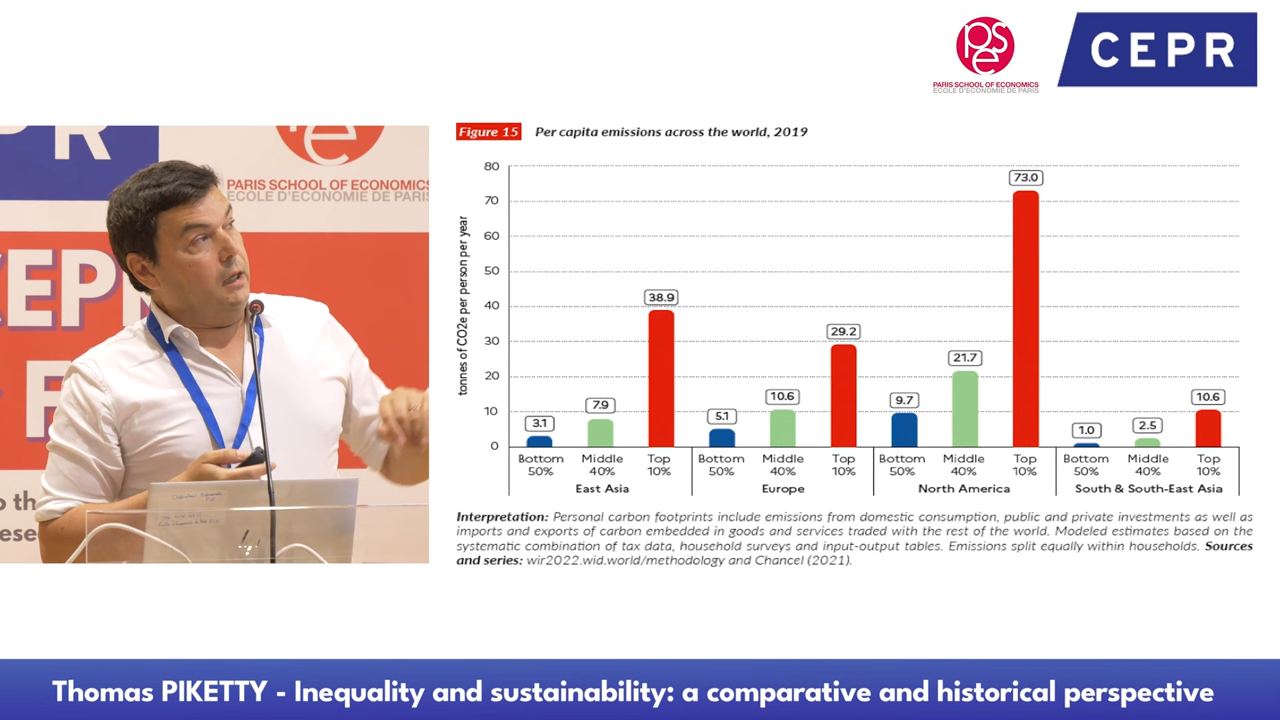 PSE
PARIS SCHOOL OF ECONOMICS
ECOLE D'ECONOMIE DE PARIS
CEPR
PR
e
PARIS SCHOOL OF ECONOMICS
ECOLE D'ECONOMIE DE PARIS
CEP
F
Figure 15 Per capita emissions across the world, 2019
tonnes of CO2e per person per year
80
70
60
50
40
30
20
10
0
3.1
7.9
38.9
5.1
10.6
29.2
9.7
21.7
73.0
1.0
2.5
10.6
Bottom 50% Middle 40% Top 10% Bottom 50% Middle 40% Top 10% Bottom 50% Middle 40% Top 10% Bottom 50% Middle 40% Top 10%
East Asia Europe North America South & South-East Asia
Interpretation: Personal carbon footprints include emissions from domestic consumption, public and private investments as well as
imports and exports of carbon embedded in goods and services traded with the rest of the world. Modeled estimates based on the
systematic combination of tax data, household surveys and input-output tables. Emissions split equally within households. Sources
and series: wir2022.wid.world/methodology and Chancel (2021).
Thomas PIKETTY - Inequality and sustainability: a comparative and historical perspective